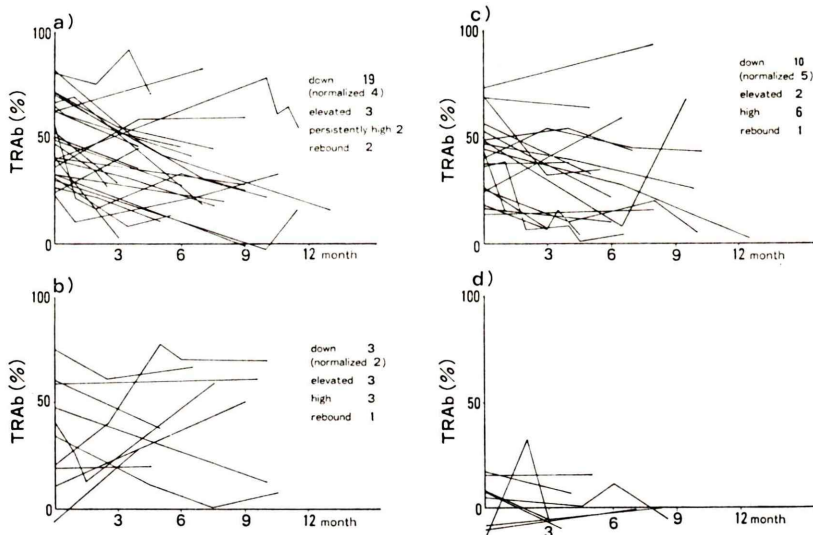 a)
TRAb (%)
100
50
0
3
6
9
12 month
down 19
(normalized 4)
elevated 3
persistently high 2
rebound 2
b)
TRAb (%)
100
50
0
3
6
9
12 month
down 3
(normalized 2)
elevated 3
high 3
rebound 1
c)
TRAb (%)
100
50
0
3
6
9
12 month
down 10
(normalized 5)
elevated 2
high 6
rebound 1
d)
TRAb (%)
100
50
0
3
6
9
12 month